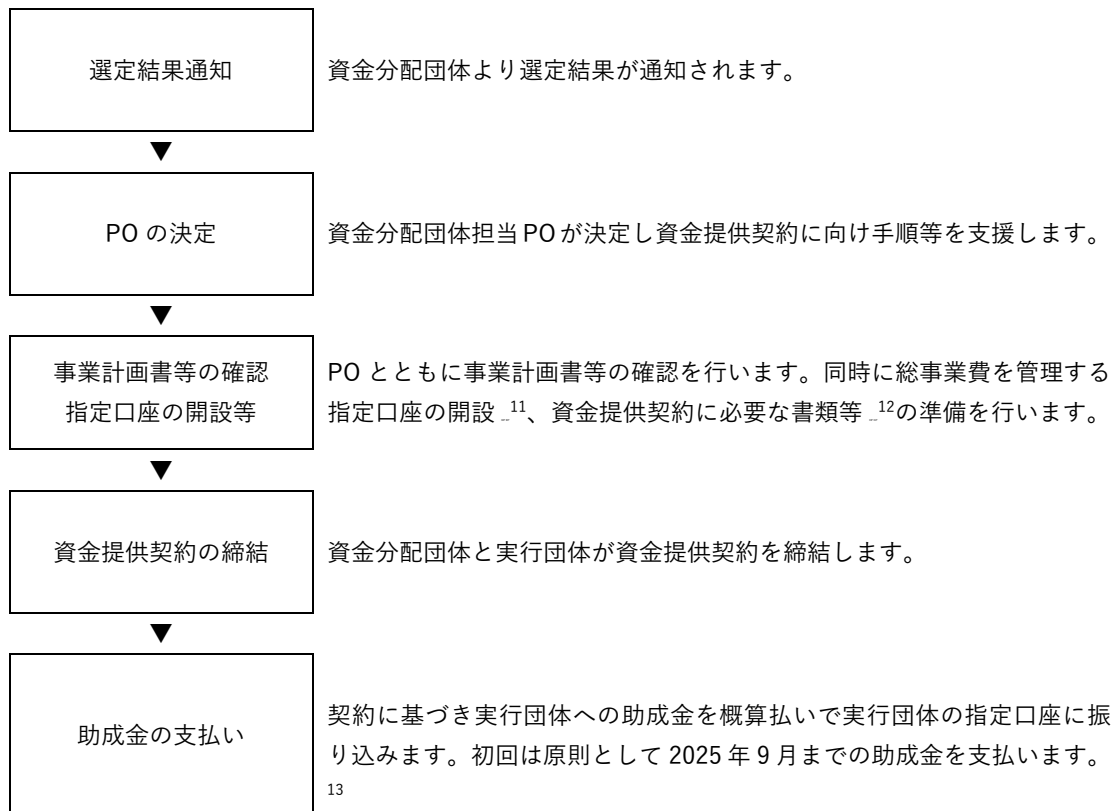 選定結果通知
資金分配団体より選定結果が通知されます。
▼
PO の決定
資金分配団体担当 PO が決定し資金提供契約に向け手順等を支援します。
▼
事業計画書等の確認
指定口座の開設等
PO とともに事業計画書等の確認を行います。同時に総事業費を管理する
指定口座の開設 11、資金提供契約に必要な書類等 12の準備を行います。
▼
資金提供契約の締結
資金分配団体と実行団体が資金提供契約を締結します。
▼
助成金の支払い
契約に基づき実行団体への助成金を概算払いで実行団体の指定口座に振
り込みます。初回は原則として 2025 年 9 月までの助成金を支払います。
13